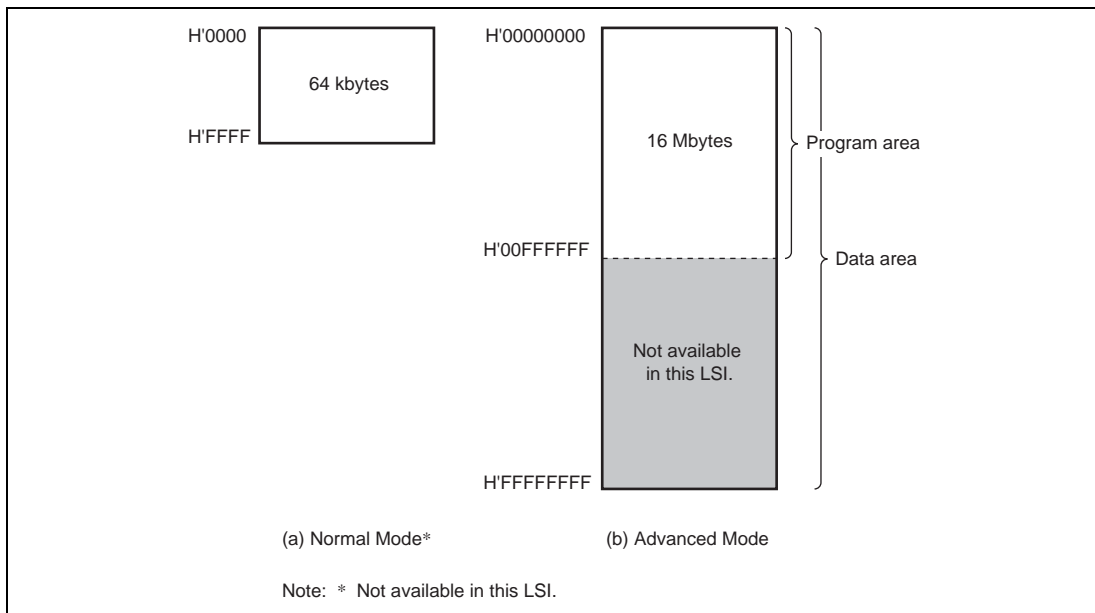 H'0000
64 kbytes
H'FFFF
H'00000000
16 Mbytes
Program area
H'00FFFFFF
Data area
Not available
in this LSI.
H'FFFFFFFF
(a) Normal Mode*
(b) Advanced Mode
Note: * Not available in this LSI.